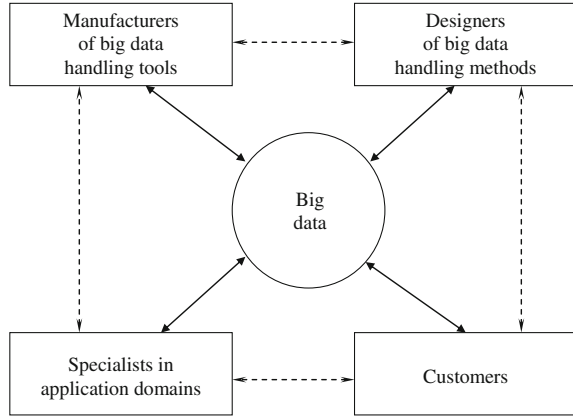 Manufacturers
of big data
handling tools
Designers
of big data
handling methods
Big
data
Specialists in
application domains
Customers